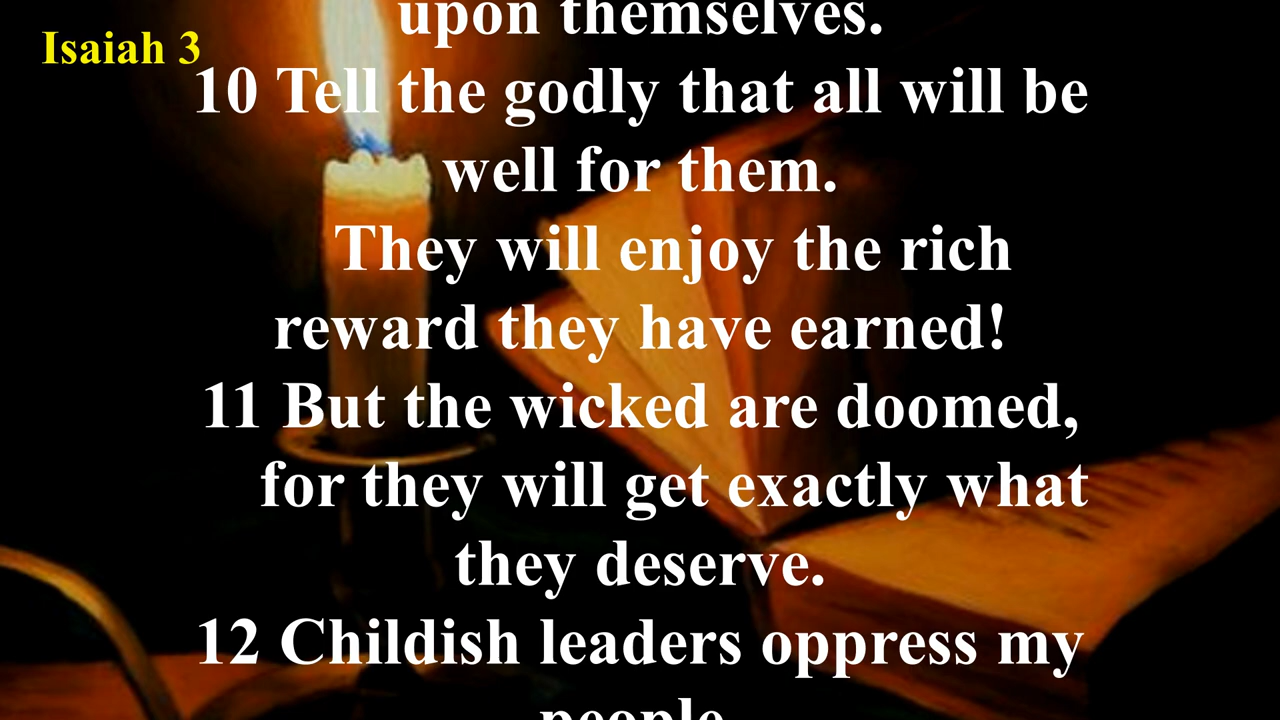 Isaiah 3
upon themselves.
10 Tell the godly that all will be
well for them.
They will enjoy the rich
reward they have earned!
11 But the wicked are doomed,
for they will get exactly what
they deserve.
12 Childish leaders oppress my
people